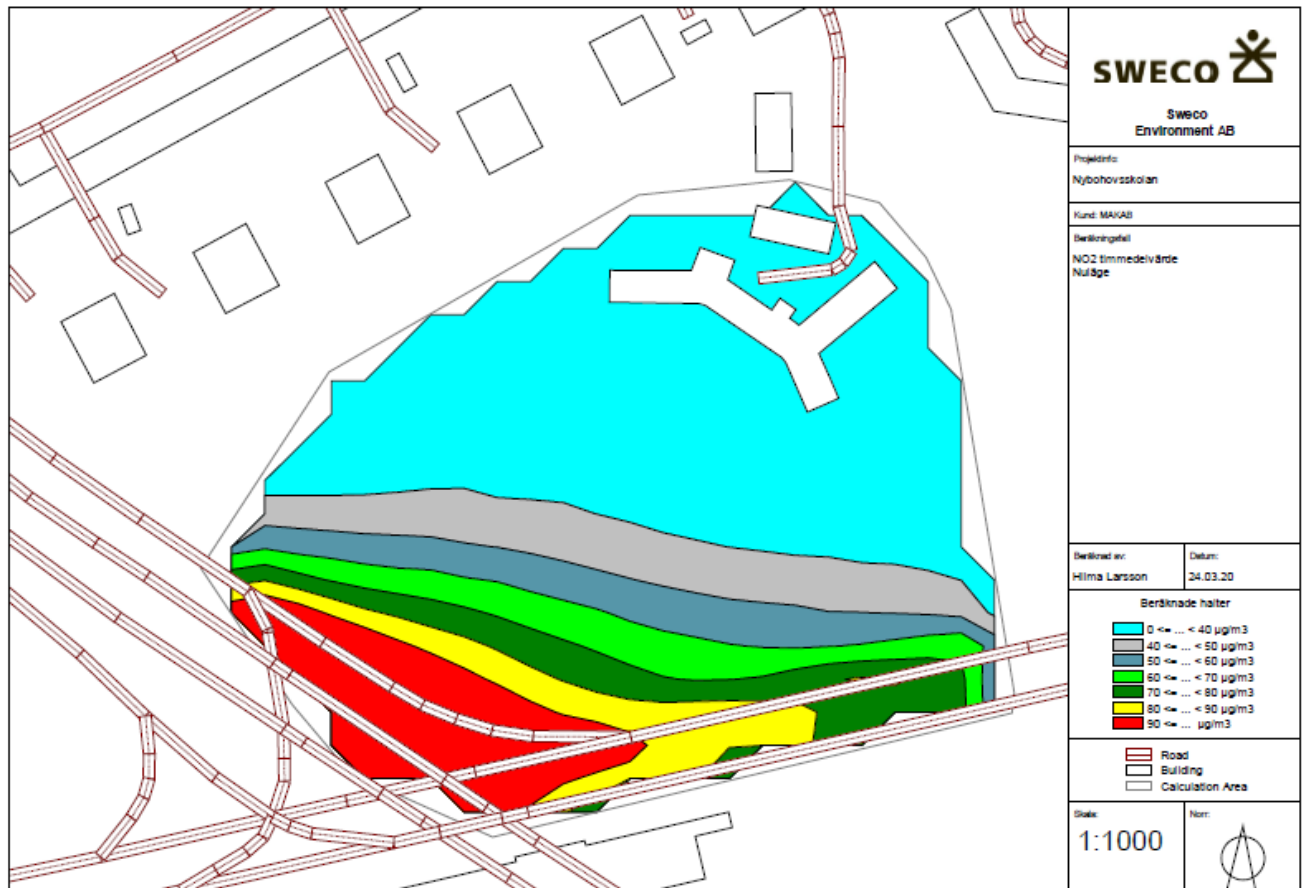 SWECO
Sweco
Environment AB
Projektinfo:
Nybohovsskolan
Kund: MAKAB
Beräkningsfall
NO2 timmedelvärde
Nuläge
Beräknad av:
Hilma Larsson
Datum:
24.03.20
Beräknade halter
0 <= ... < 40 µg/m3
40 <= ... < 50 µg/m3
50 <= ... < 60 µg/m3
60 <= ... < 70 µg/m3
70 <= ... < 80 µg/m3
80 <= ... < 90 µg/m3
90 <= ... µg/m3
Road
Building
Calculation Area
Skala:
1:1000
Norr: